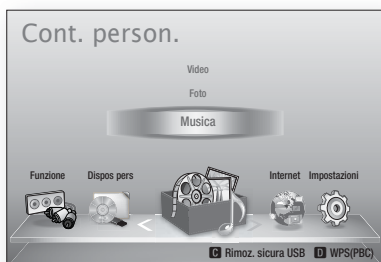 Cont. person.
Video
Foto
Musica
Funzione Dispos pers Internet Impostazioni
C Rimoz. sicura USB D WPS(PBC)